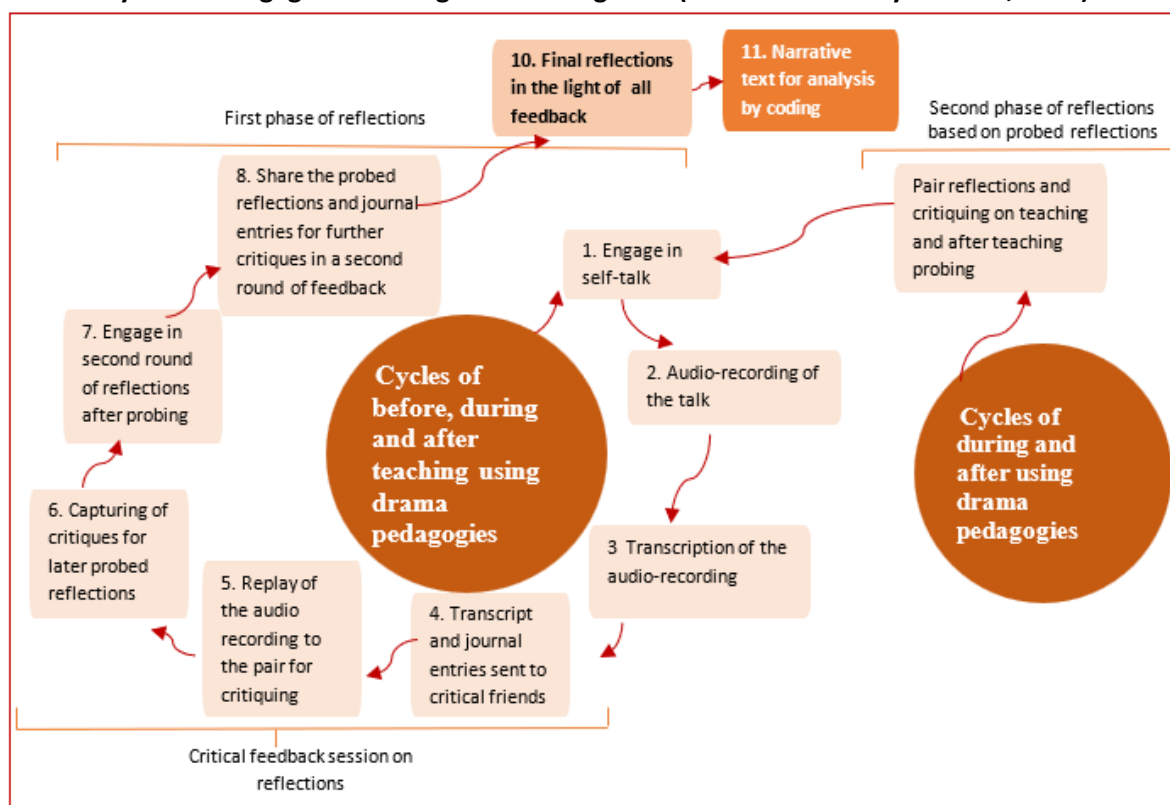 10. Final reflections
in the light of all
feedback
11. Narrative
text for analysis
by coding
First phase of reflections
Second phase of reflections
based on probed reflections
8. Share the probed
reflections and journal
entries for further
critiques in a second
round of feedback
Pair reflections and
critiquing on teaching
and after teaching
probing
1. Engage in
self-talk
7. Engage in
second round
of reflections
after probing
2. Audio-recording of
the talk
Cycles of
before, during
and after
teaching using
drama
pedagogies
Cycles of
during and
after using
drama
pedagogies
6. Capturing of
critiques for
later probed
reflections
3 Transcription of the
audio-recording
5. Replay of
the audio
recording to
the pair for
critiquing
4. Transcript
and journal
entries sent to
critical friends
Critical feedback session on
reflections